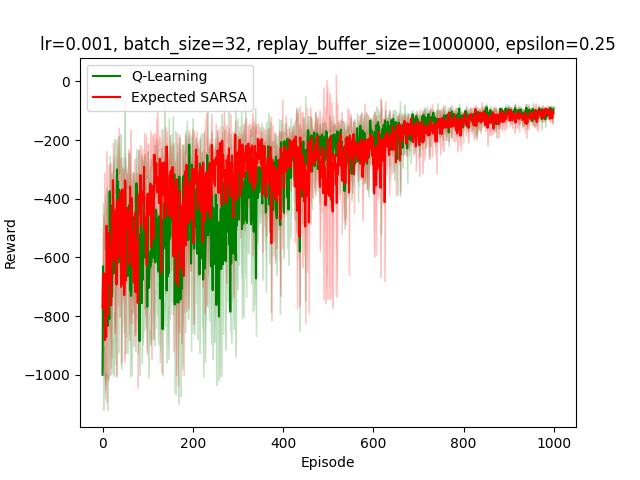 lr=0.001, batch_size=32, replay_buffer_size=1000000, epsilon=0.25
Q-Learning
Expected SARSA
0
−200
−400
−600
−800
−1000
Reward
0 200 400 600 800 1000
Episode